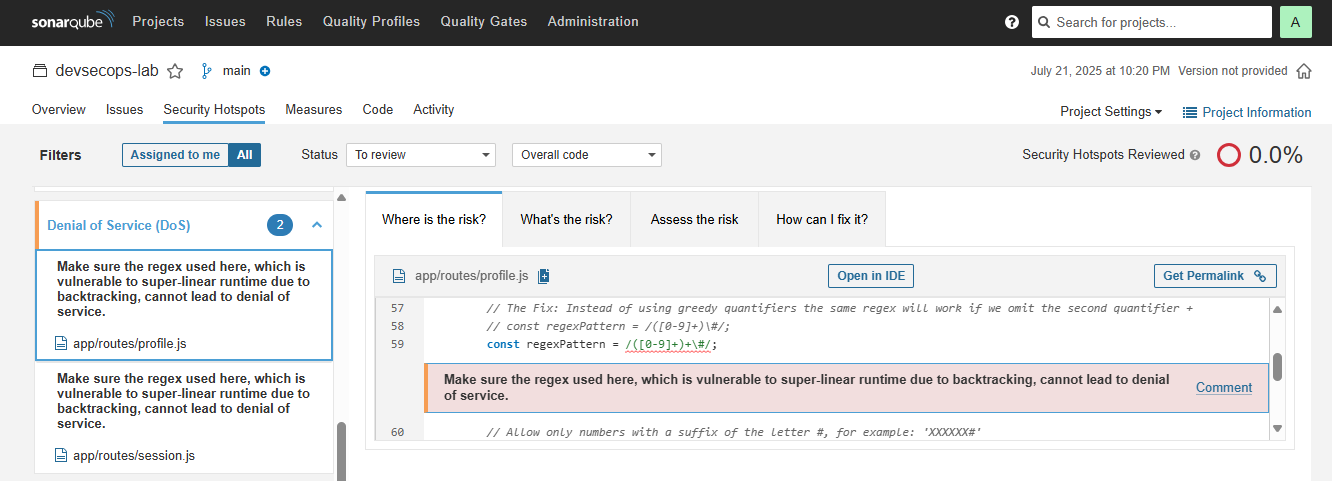 sonarqube Projects Issues Rules Quality Profiles Quality Gates Administration ? Search for projects... A
devsecops-lab main July 21, 2025 at 10:20 PM Version not provided
Overview Issues Security Hotspots Measures Code Activity Project Settings Project Information
Filters Assigned to me All Status To review Overall code Security Hotspots Reviewed ? 0.0%
Denial of Service (DoS) 2
Make sure the regex used here, which is
vulnerable to super-linear runtime due to
backtracking, cannot lead to denial of
service.
app/routes/profile.js
Make sure the regex used here, which is
vulnerable to super-linear runtime due to
backtracking, cannot lead to denial of
service.
app/routes/session.js
Where is the risk? What's the risk? Assess the risk How can I fix it?
app/routes/profile.js Open in IDE Get Permalink
57 // The Fix: Instead of using greedy quantifiers the same regex will work if we omit the second quantifier +
58 // const regexPattern = /([0-9]+)\#/;
59 const regexPattern = /([0-9]+)+\#/;
Make sure the regex used here, which is vulnerable to super-linear runtime due to backtracking, cannot lead to denial
of service.
Comment
60 // Allow only numbers with a suffix of the letter #, for example: 'XXXXXX#'